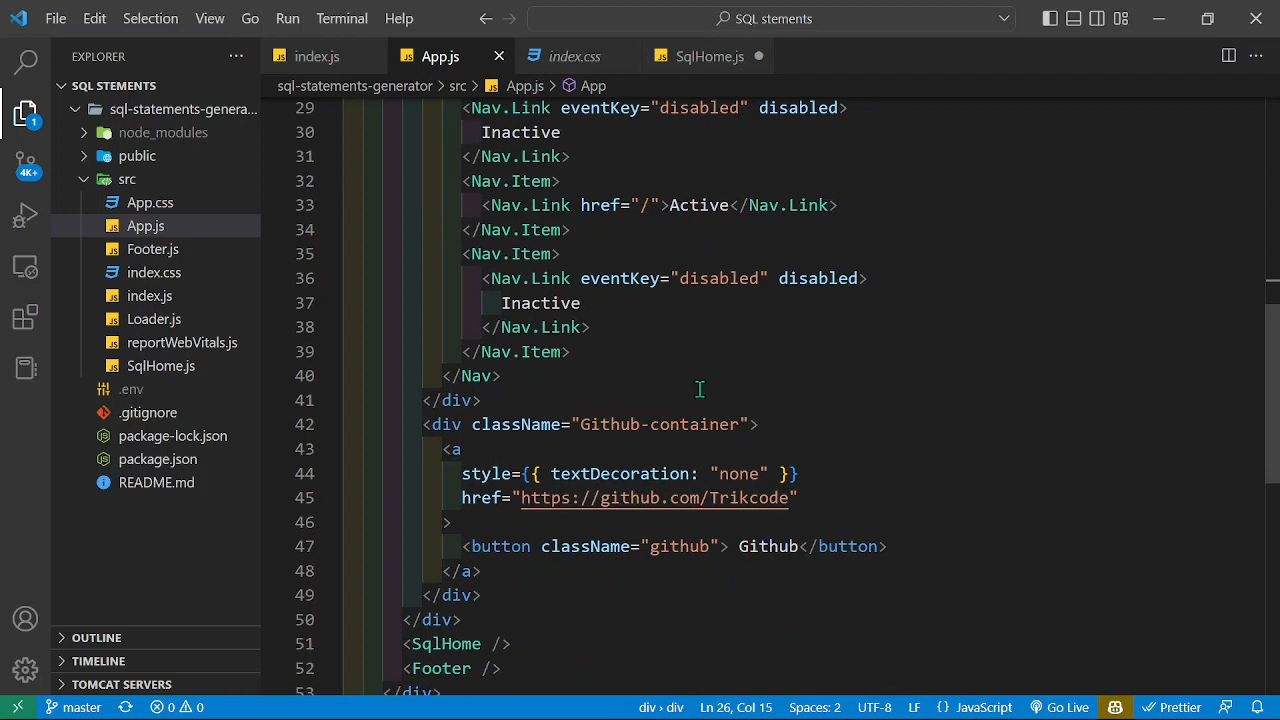 File Edit Selection View Go Run Terminal Help SQL stements
EXPLORER
index.js App.js index.css SqlHome.js
SQL STEMENTS
sql-statements-generator > src > App.js > App
sql-statements-genera...
node_modules
public
src
App.css
App.js
Footer.js
index.css
index.js
Loader.js
reportWebVitals.js
SqlHome.js
.env
.gitignore
package-lock.json
package.json
README.md
OUTLINE
TIMELINE
TOMCAT SERVERS
1
4K+
29 <Nav.Link eventKey="disabled" disabled>
30 Inactive
31 </Nav.Link>
32 <Nav.Item>
33 <Nav.Link href="/">Active</Nav.Link>
34 </Nav.Item>
35 <Nav.Item>
36 <Nav.Link eventKey="disabled" disabled>
37 Inactive
38 </Nav.Link>
39 </Nav.Item>
40 </Nav>
41 </div>
42 <div className="Github-container">
43 <a
44 style={{ textDecoration: "none" }}
45 href="https://github.com/Trikcode"
46 >
47 <button className="github"> Github</button>
48 </a>
49 </div>
50 </div>
51 <SqlHome />
52 <Footer />
53 </div>
master 0 0 div > div Ln 26, Col 15 Spaces: 2 UTF-8 LF {} JavaScript Go Live Prettier